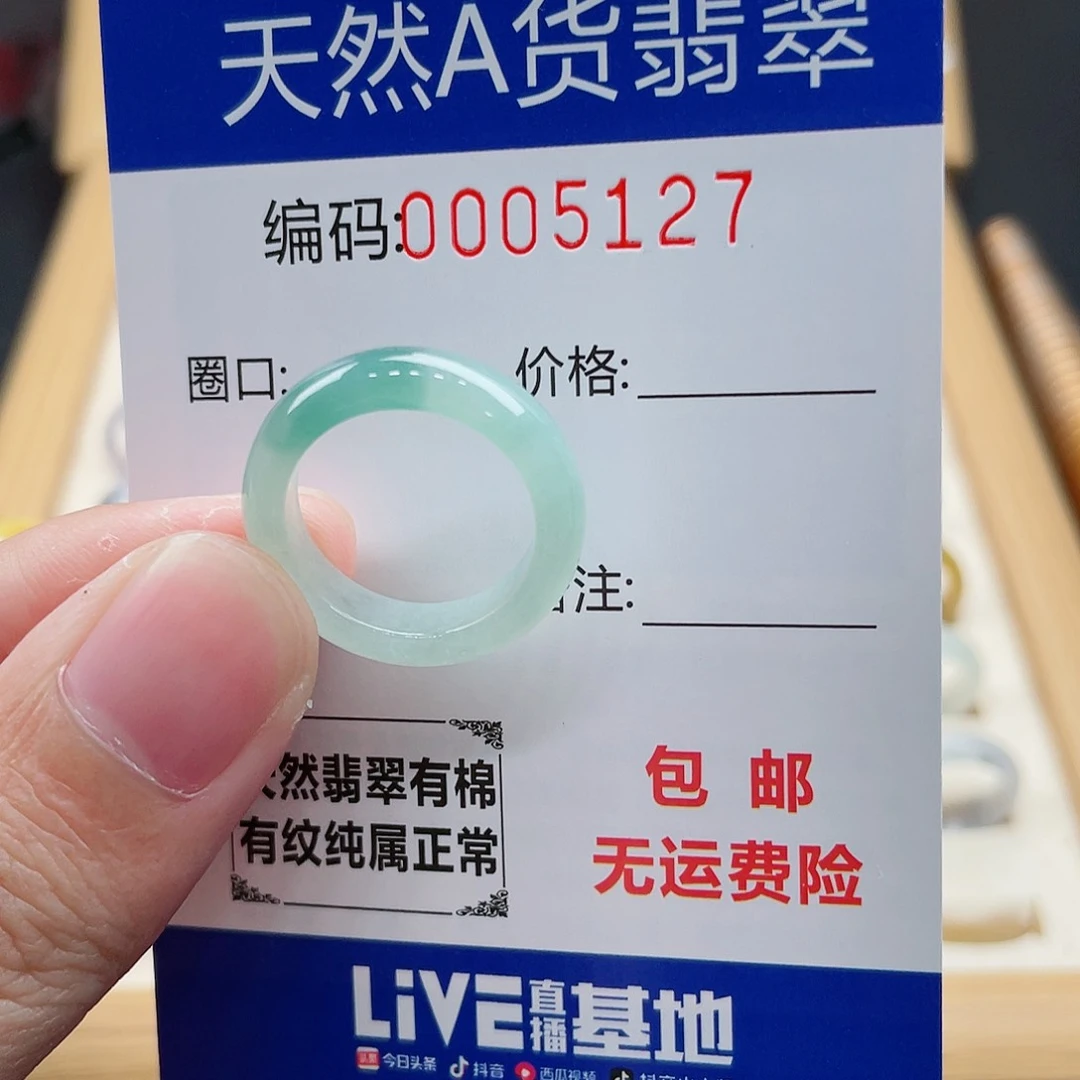 天然A货翡翠
编码:0005127
圈口:
价格:
注:
然翡翠有棉
有纹纯属正常
包 邮
无运费险
LiVE直播基地
头条 今日头条 抖音 西瓜视频